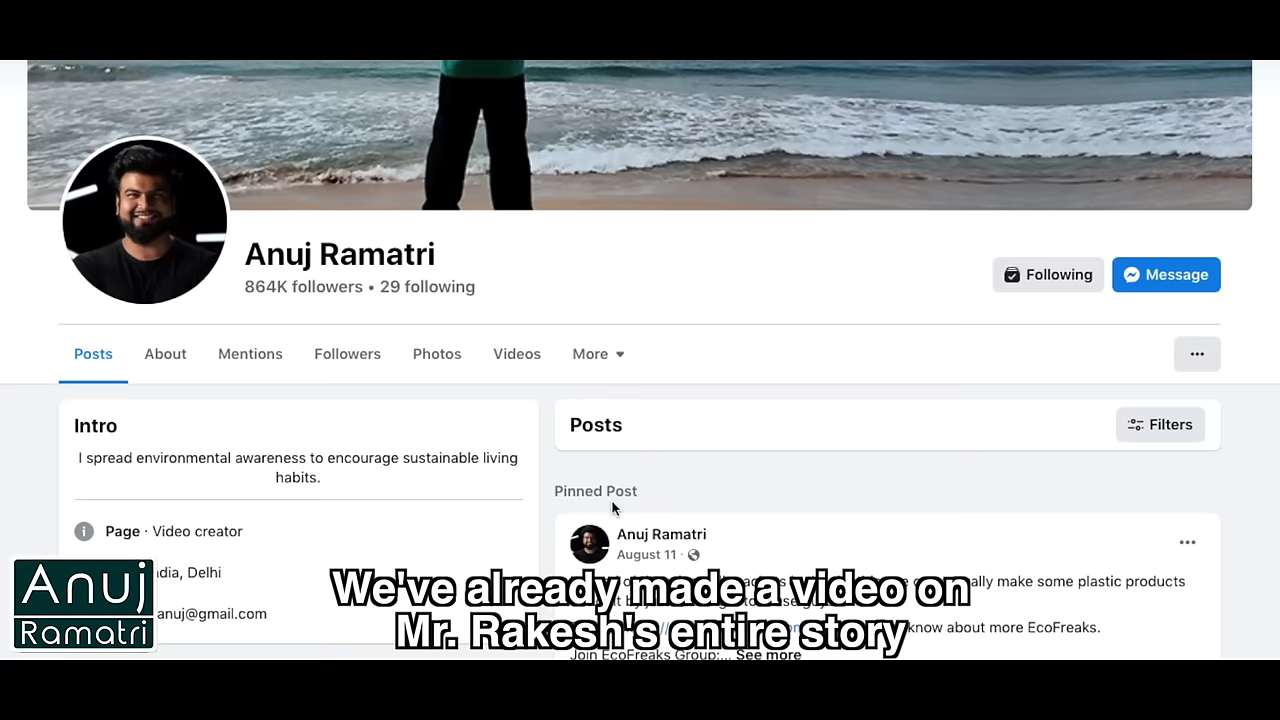 Anuj Ramatri
864K followers • 29 following
Following
Message
Posts
About
Mentions
Followers
Photos
Videos
More
Intro
I spread environmental awareness to encourage sustainable living
habits.
Page · Video creator
Delhi
anuj@gmail.com
Posts
Filters
Pinned Post
Anuj Ramatri
August 11 ·
make some plastic products
know about more EcoFreaks.
Join EcoFreaks Group:... See more
Anuj
Ramatri
We've already made a video on
Mr. Rakesh's entire story